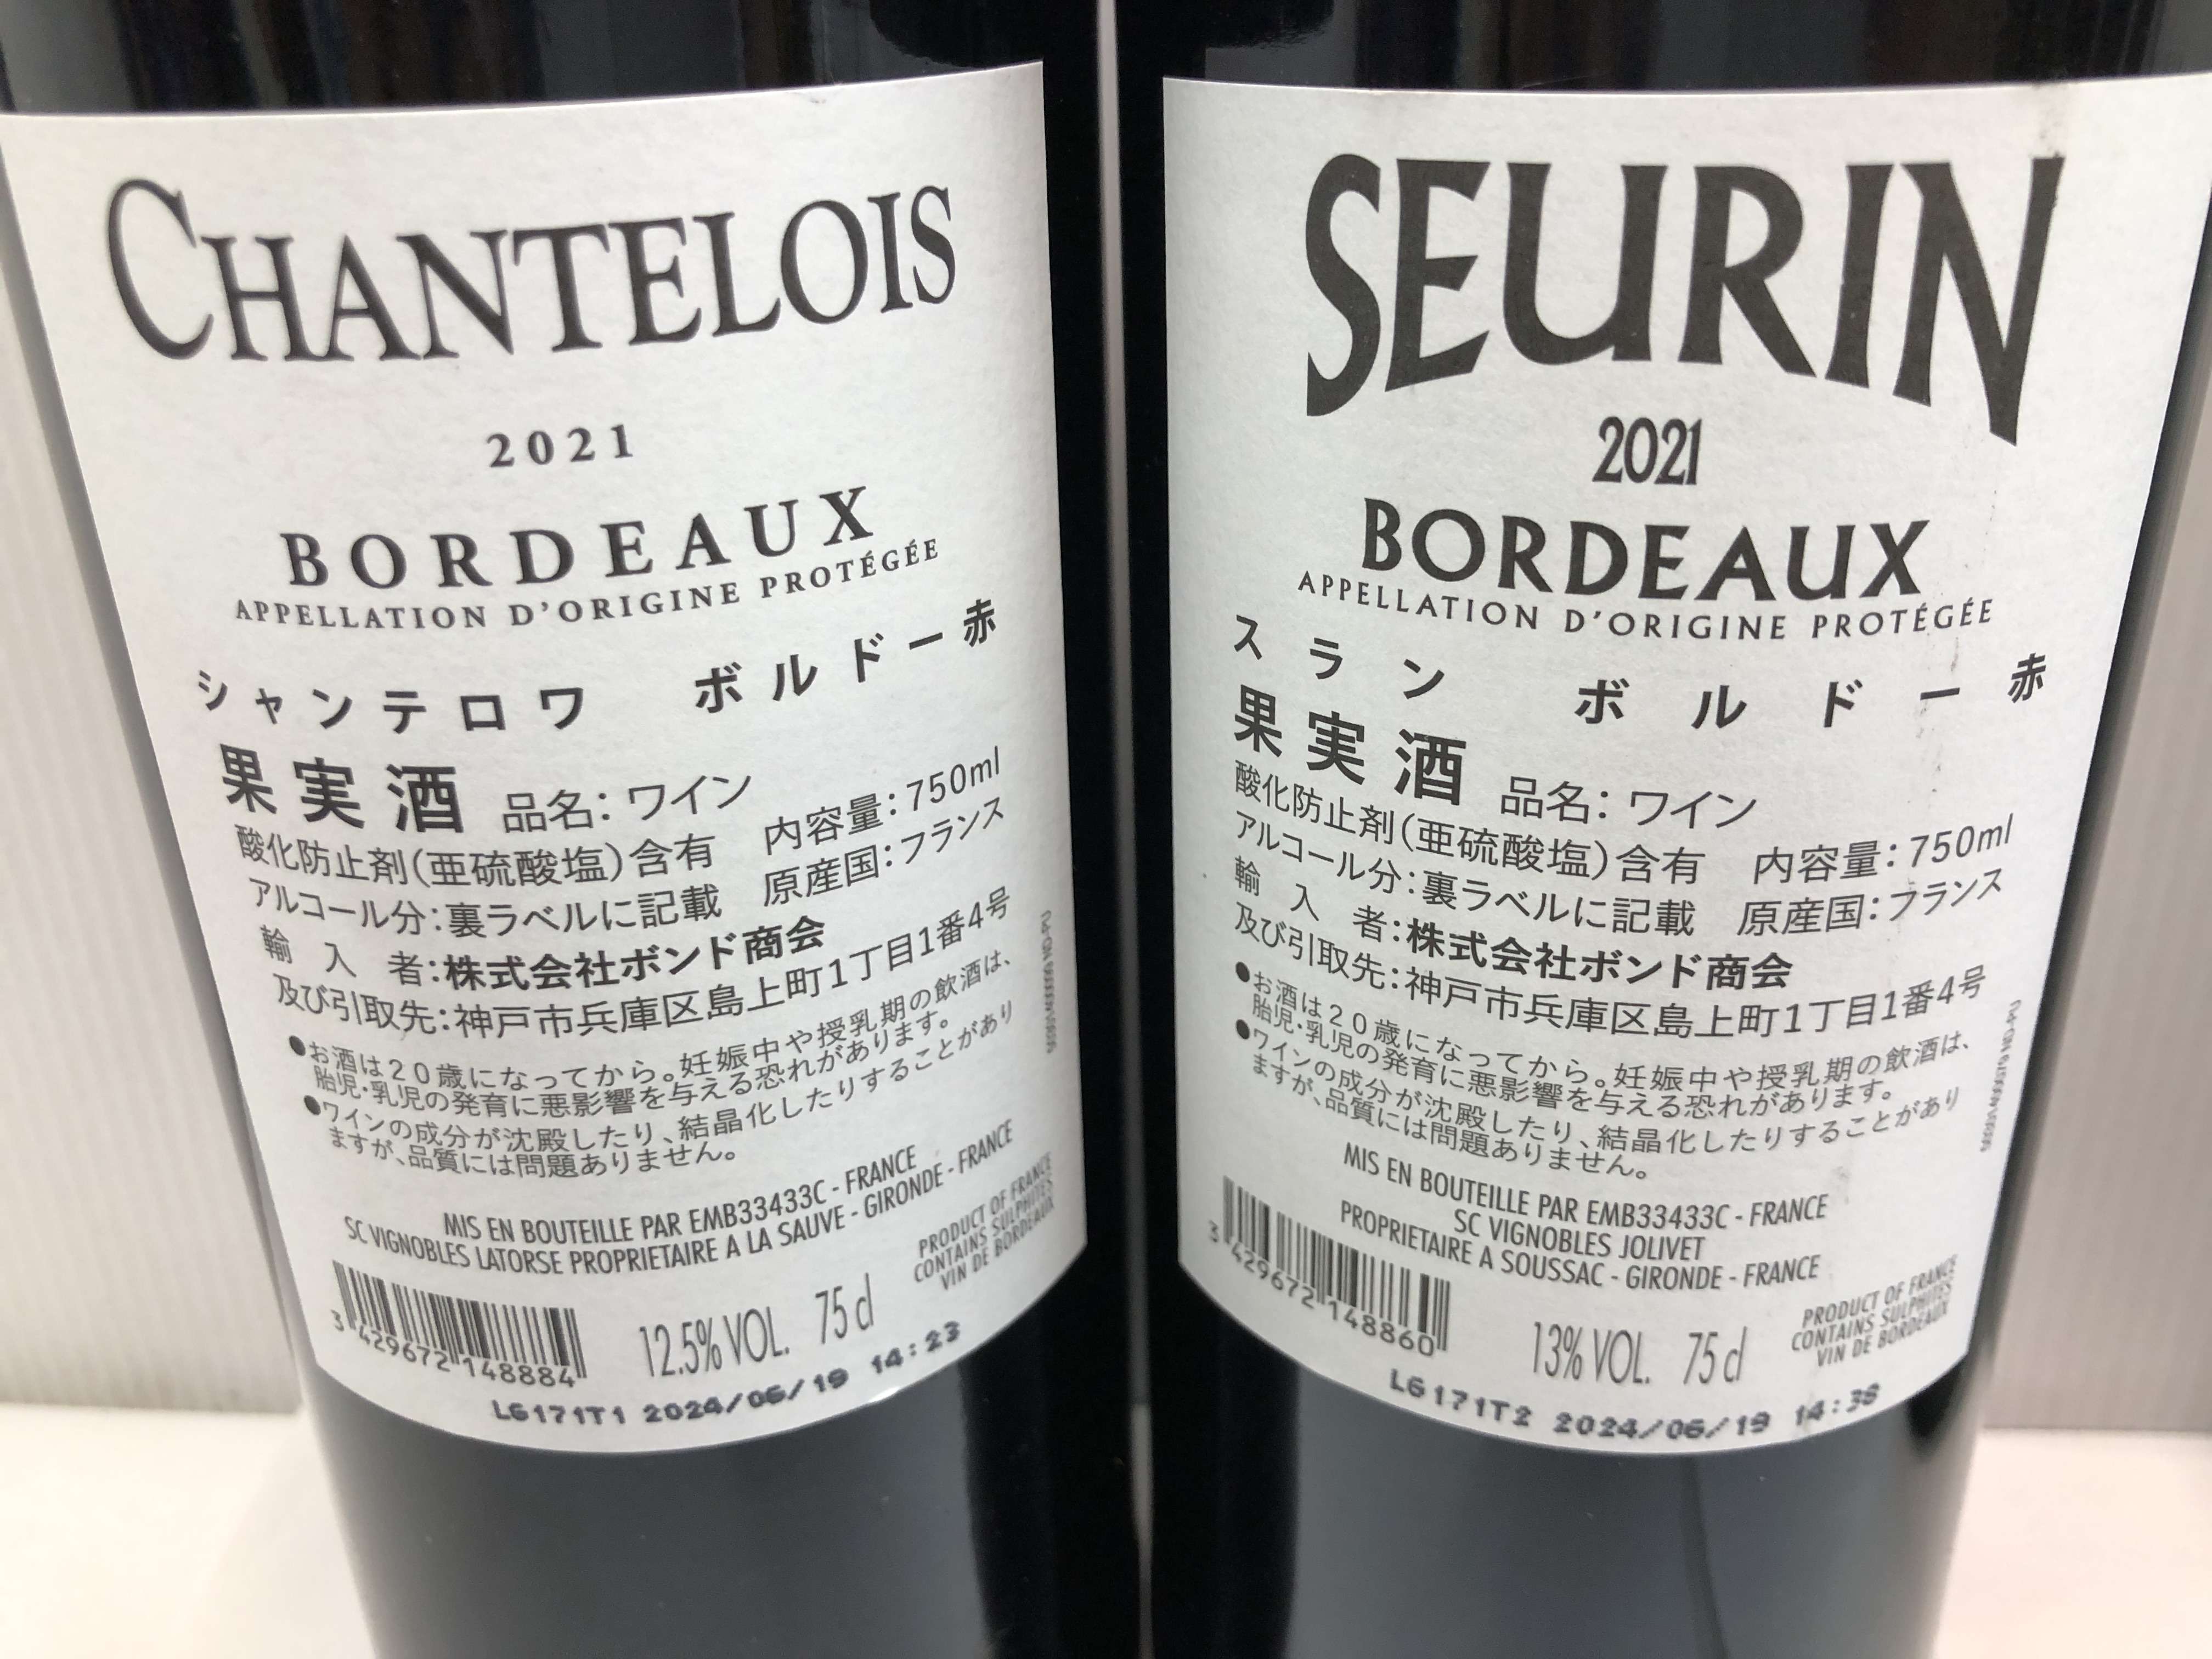 CHANTELOIS
2021
BORDEAUX
APPELLATION D'ORIGINE PROTÉGÉE
シャンテロワ ボルドー赤
果実酒 品名：ワイン
酸化防止剤（亜硫酸塩）含有 内容量：750ml
アルコール分：裏ラベルに記載 原産国：フランス
輸入者：株式会社ボンド商会
及び引取先：神戸市兵庫区島上町1丁目1番4号
●お酒は20歳になってから。妊娠中や授乳期の飲酒は、
胎児・乳児の発育に悪影響を与える恐れがあります。
●ワインの成分が沈殿したり、結晶化したりすることがあり
ますが、品質には問題ありません。
MIS EN BOUTEILLE PAR EMB33433C - FRANCE
SC VIGNOBLES LATORSE PROPRIETAIRE A LA SAUVE - GIRONDE - FRANCE
PRODUCT OF FRANCE
CONTAINS SULPHITES
VIN DE BORDEAUX
3 429672 148884
12.5% VOL. 75 cl
LG171T1 2024/06/19 14:23
SEURIN
2021
BORDEAUX
APPELLATION D'ORIGINE PROTÉGÉE
スラン ボルドー赤
果実酒 品名：ワイン
酸化防止剤（亜硫酸塩）含有 内容量：750ml
アルコール分：裏ラベルに記載 原産国：フランス
輸入者：株式会社ボンド商会
及び引取先：神戸市兵庫区島上町1丁目1番4号
●お酒は20歳になってから。妊娠中や授乳期の飲酒は、
胎児・乳児の発育に悪影響を与える恐れがあります。
●ワインの成分が沈殿したり、結晶化したりすることがあり
ますが、品質には問題ありません。
MIS EN BOUTEILLE PAR EMB33433C - FRANCE
SC VIGNOBLES JOLIVET
PROPRIETAIRE A SOUSSAC - GIRONDE - FRANCE
PRODUCT OF FRANCE
CONTAINS SULPHITES
VIN DE BORDEAUX
3 429672 148860
13% VOL. 75 cl
LG171T2 2024/06/19 14:38